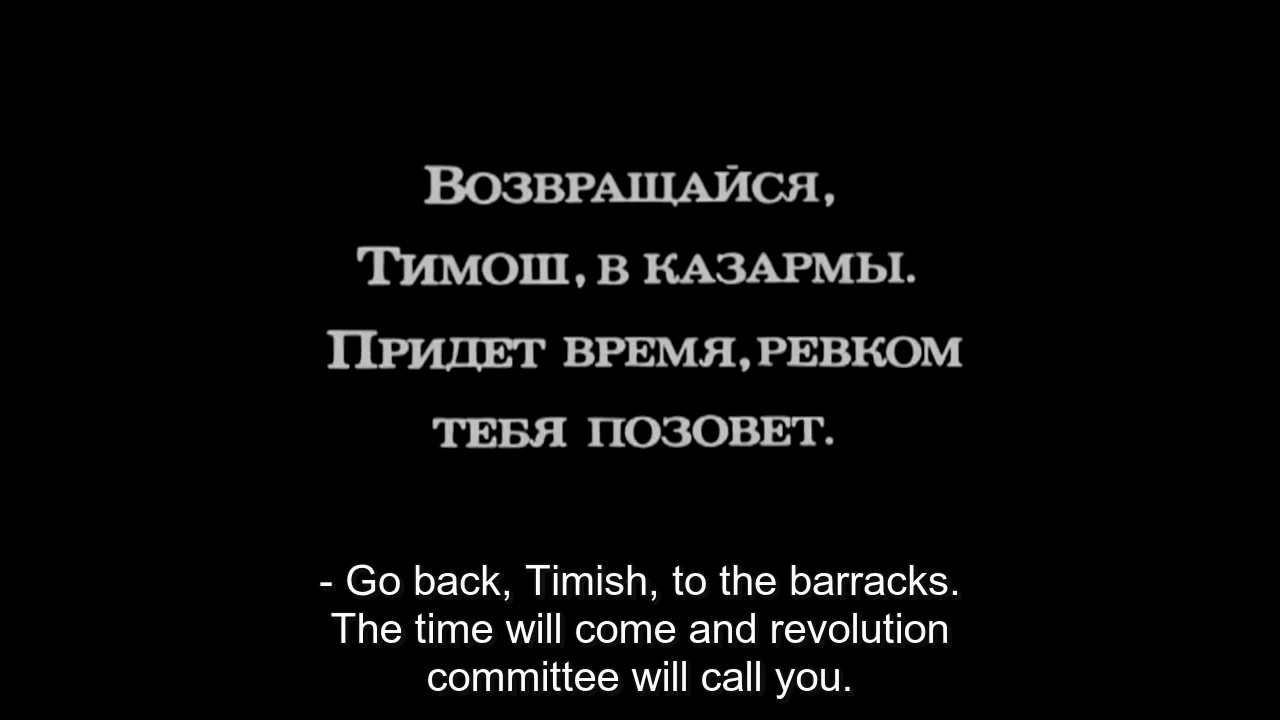 Возвращайся,
Тимош, в казармы.
Придет время, ревком
тебя позовет.
- Go back, Timish, to the barracks.
The time will come and revolution
committee will call you.